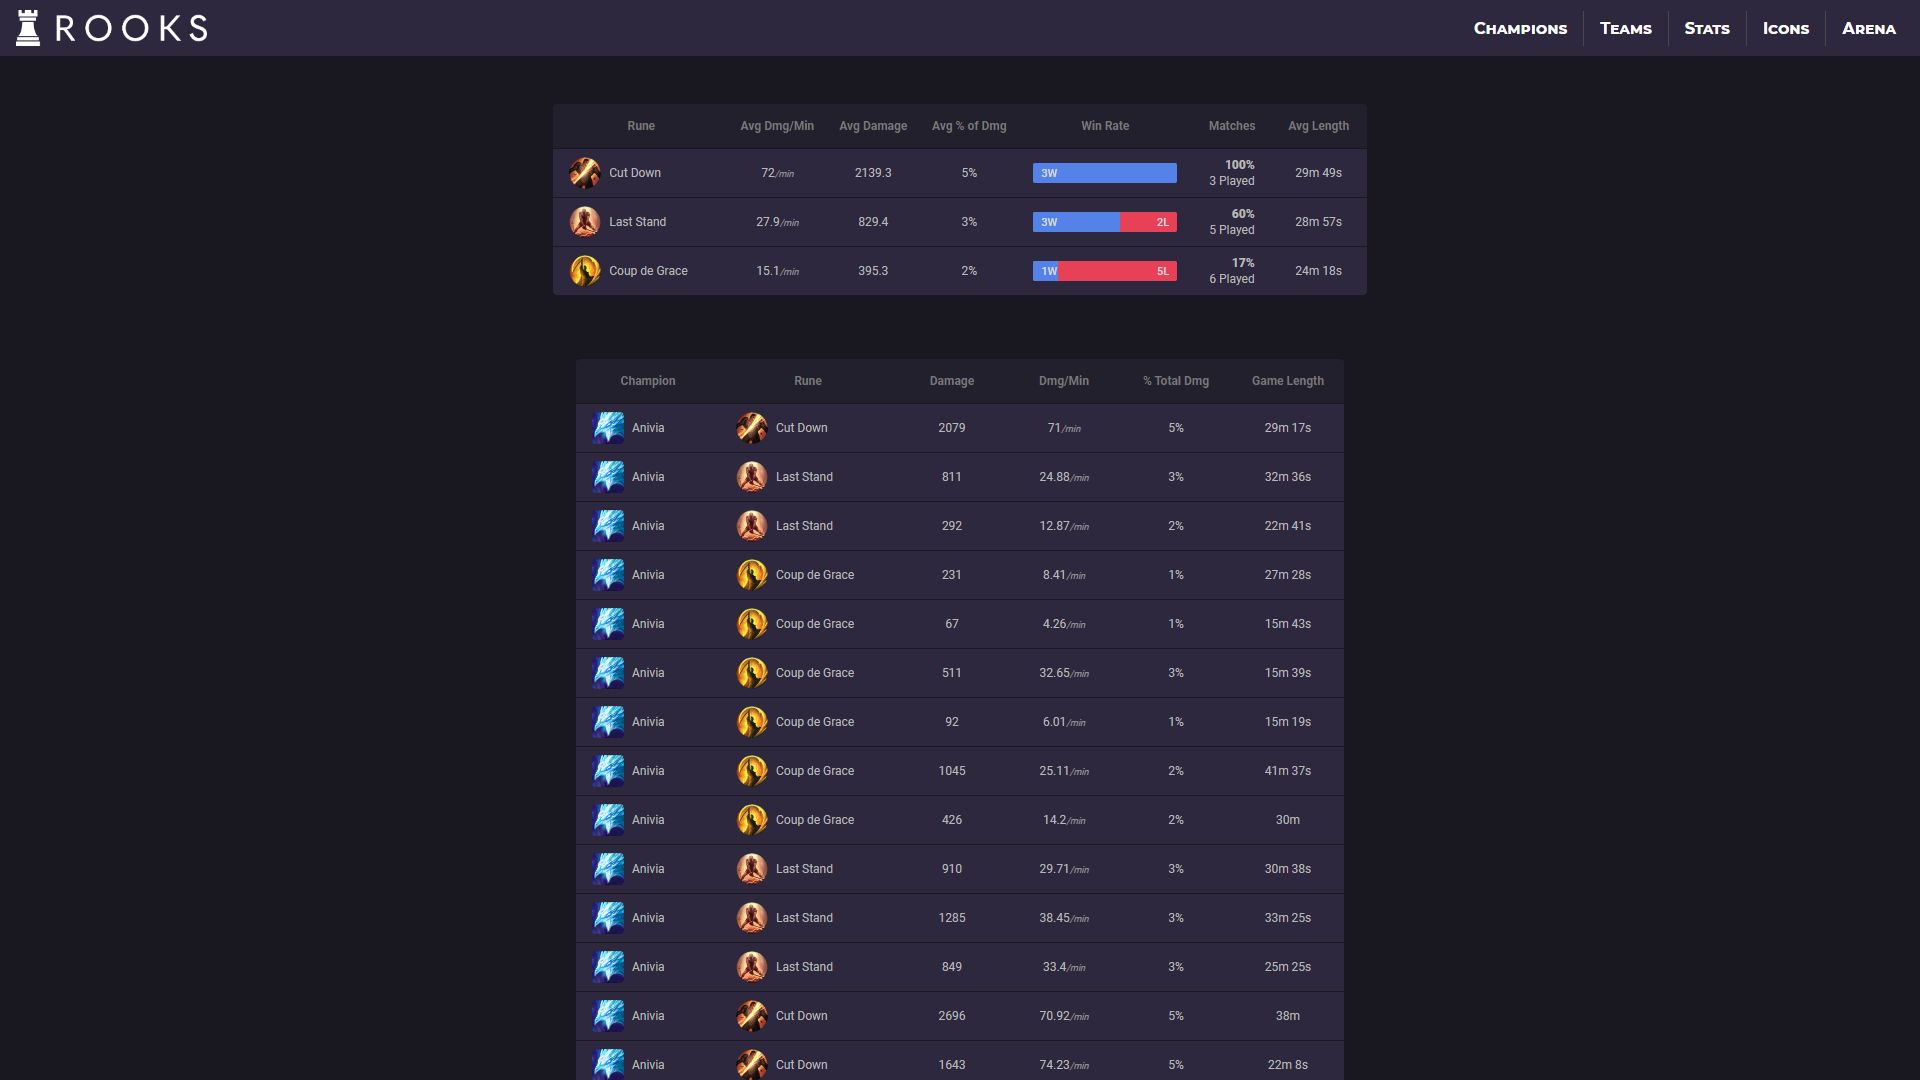 ROOKS
Champions Teams Stats Icons Arena
Rune Avg Dmg/Min Avg Damage Avg % of Dmg Win Rate Matches Avg Length
Cut Down 72/min 2139.3 5% 3W 100% 3 Played 29m 49s
Last Stand 27.9/min 829.4 3% 3W 2L 60% 5 Played 28m 57s
Coup de Grace 15.1/min 395.3 2% 1W 5L 17% 6 Played 24m 18s
Champion Rune Damage Dmg/Min % Total Dmg Game Length
Anivia Cut Down 2079 71/min 5% 29m 17s
Anivia Last Stand 811 24.88/min 3% 32m 36s
Anivia Last Stand 292 12.87/min 2% 22m 41s
Anivia Coup de Grace 231 8.41/min 1% 27m 28s
Anivia Coup de Grace 67 4.26/min 1% 15m 43s
Anivia Coup de Grace 511 32.65/min 3% 15m 39s
Anivia Coup de Grace 92 6.01/min 1% 15m 19s
Anivia Coup de Grace 1045 25.11/min 2% 41m 37s
Anivia Coup de Grace 426 14.2/min 2% 30m
Anivia Last Stand 910 29.71/min 3% 30m 38s
Anivia Last Stand 1285 38.45/min 3% 33m 25s
Anivia Last Stand 849 33.4/min 3% 25m 25s
Anivia Cut Down 2696 70.92/min 5% 38m
Anivia Cut Down 1643 74.23/min 5% 22m 8s